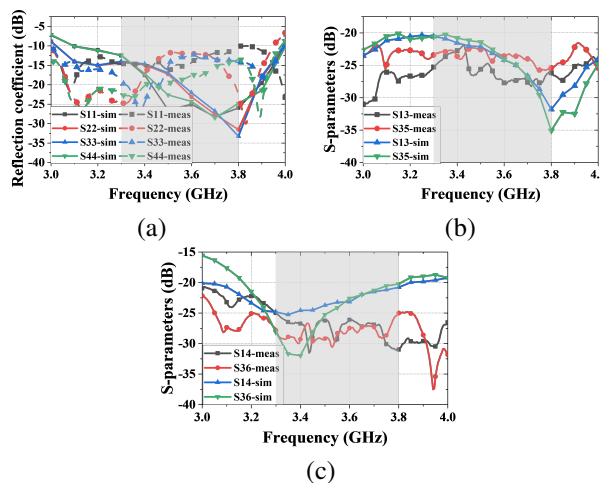 Reflection coefficient (dB)
-5
-10
-15
-20
-25
-30
-35
-40
S11-sim S11-meas
S22-sim S22-meas
S33-sim S33-meas
S44-sim S44-meas
3.0 3.2 3.4 3.6 3.8 4.0
Frequency (GHz)
(a)
S-parameters (dB)
-20
-25
-30
-35
-40
S13-meas
S35-meas
S13-sim
S35-sim
3.0 3.2 3.4 3.6 3.8 4.
Frequency (GHz)
(b)
S-parameters (dB)
-15
-20
-25
-30
-35
-40
S14-meas
S36-meas
S14-sim
S36-sim
3.0 3.2 3.4 3.6 3.8 4.0
Frequency (GHz)
(c)